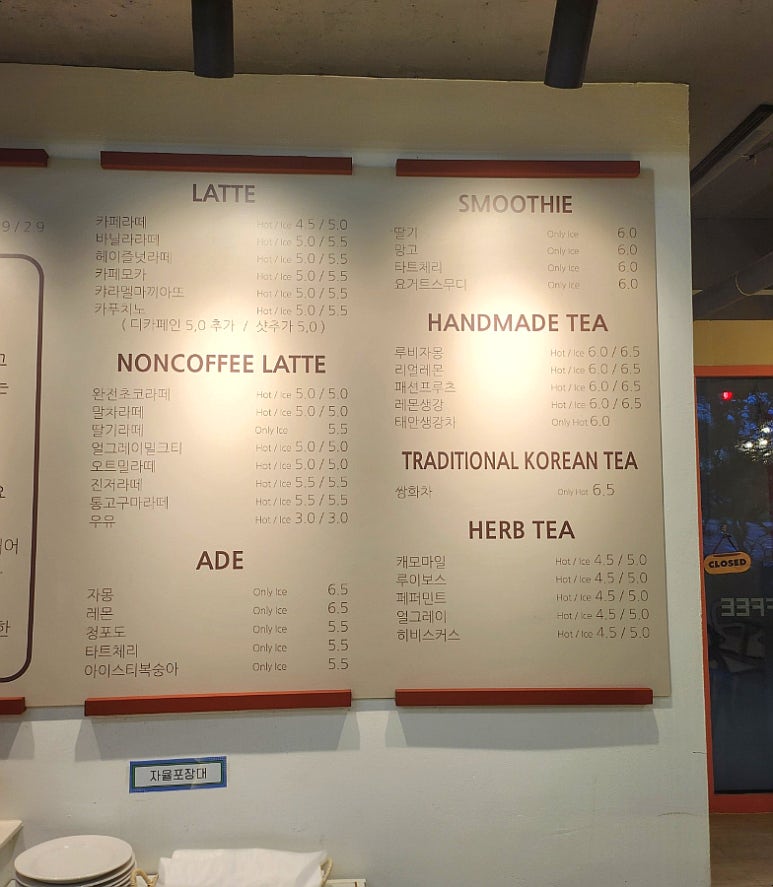 9 / 2.9
고
는
요
어
한
LATTE
카페라떼 Hot / Ice 4.5 / 5.0
바닐라라떼 Hot / Ice 5.0 / 5.5
헤이즐넛라떼 Hot / Ice 5.0 / 5.5
카페모카 Hot / Ice 5.0 / 5.5
캬라멜마끼아또 Hot / Ice 5.0 / 5.5
카푸치노 Hot / Ice 5.0 / 5.5
( 디카페인 5,0 추가 / 샷추가 5,0 )
NONCOFFEE LATTE
완전초코라떼 Hot / Ice 5.0 / 5.0
말차라떼 Hot / Ice 5.0 / 5.0
딸기라떼 Only Ice 5.5
얼그레이밀크티 Hot / Ice 5.0 / 5.0
오트밀라떼 Hot / Ice 5.0 / 5.0
진저라떼 Hot / Ice 5.5 / 5.5
통고구마라떼 Hot / Ice 5.5 / 5.5
우유 Hot / Ice 3.0 / 3.0
ADE
자몽 Only Ice 6.5
레몬 Only Ice 6.5
청포도 Only Ice 5.5
타트체리 Only Ice 5.5
아이스티복숭아 Only Ice 5.5
SMOOTHIE
딸기 Only Ice 6.0
망고 Only Ice 6.0
타트체리 Only Ice 6.0
요거트스무디 Only Ice 6.0
HANDMADE TEA
루비자몽 Hot / Ice 6.0 / 6.5
리얼레몬 Hot / Ice 6.0 / 6.5
패션프루츠 Hot / Ice 6.0 / 6.5
레몬생강 Hot / Ice 6.0 / 6.5
태안생강차 Only Hot 6.0
TRADITIONAL KOREAN TEA
쌍화차 Only Hot 6.5
HERB TEA
캐모마일 Hot / Ice 4.5 / 5.0
루이보스 Hot / Ice 4.5 / 5.0
페퍼민트 Hot / Ice 4.5 / 5.0
얼그레이 Hot / Ice 4.5 / 5.0
히비스커스 Hot / Ice 4.5 / 5.0
CLOSED
자율포장대